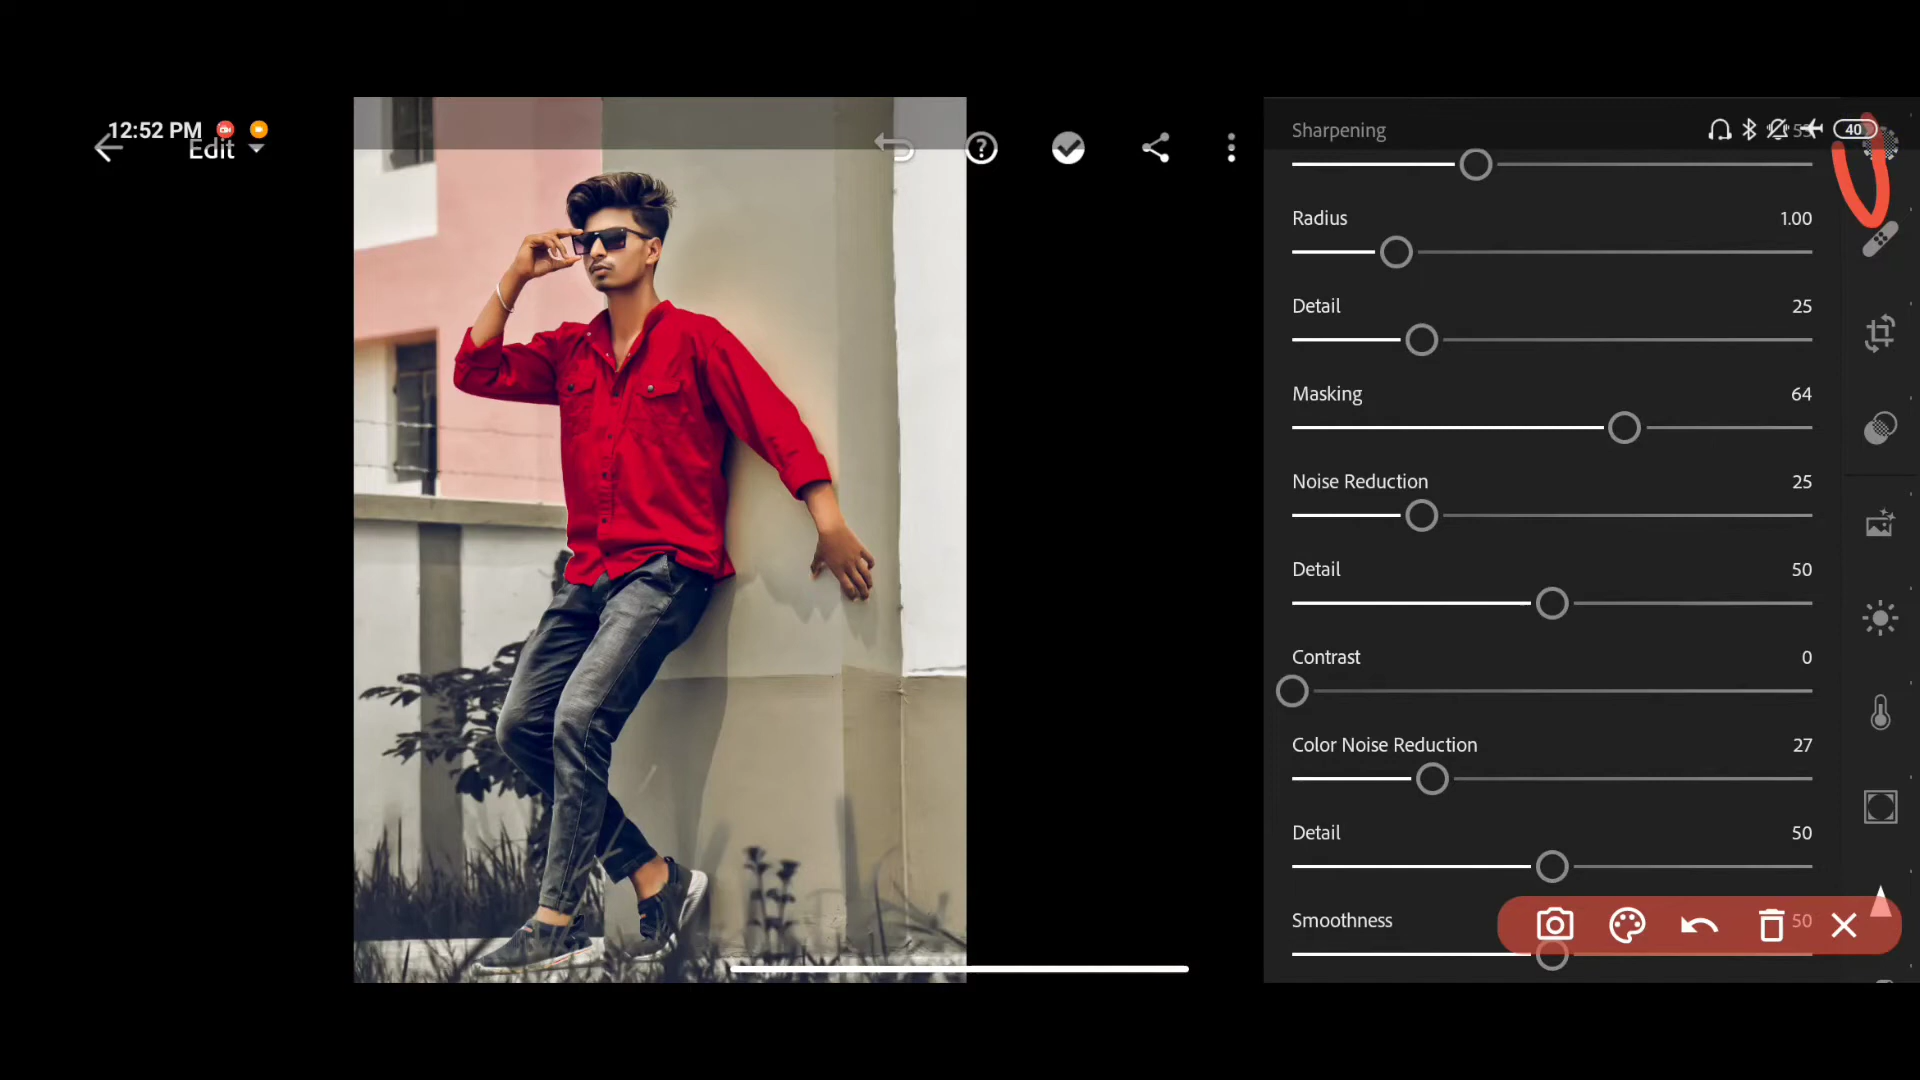 12:52 PM
Edit
40
Sharpening
Radius 1.00
Detail 25
Masking 64
Noise Reduction 25
Detail 50
Contrast 0
Color Noise Reduction 27
Detail 50
Smoothness 50